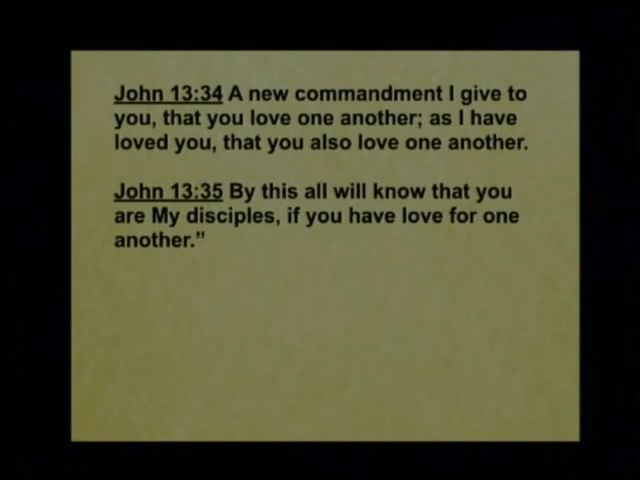 John 13:34 A new commandment I give to
you, that you love one another; as I have
loved you, that you also love one another.
John 13:35 By this all will know that you
are My disciples, if you have love for one
another.”